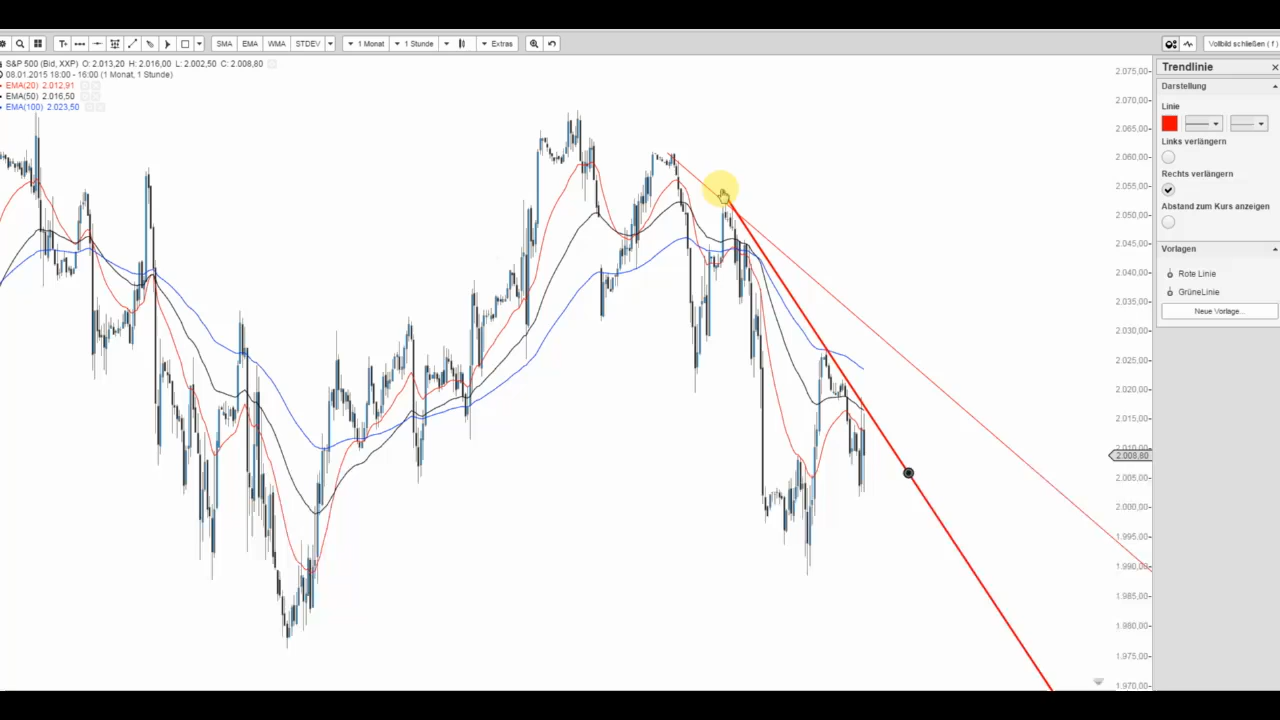 T+ SMA EMA WMA STDEV 1 Monat 1 Stunde Extras Vollbild schließen ( f )
S&P 500 (Bid, XXP) O: 2.013,20 H: 2.016,00 L: 2.002,50 C: 2.008,80
08.01.2015 18:00 - 16:00 (1 Monat, 1 Stunde)
EMA(20) 2.012,91
EMA(50) 2.016,50
EMA(100) 2.023,50
2.075,00
2.070,00
2.065,00
2.060,00
2.055,00
2.050,00
2.045,00
2.040,00
2.035,00
2.030,00
2.025,00
2.020,00
2.015,00
2.010,00
2.008,80
2.005,00
2.000,00
1.995,00
1.990,00
1.985,00
1.980,00
1.975,00
1.970,00
Trendlinie
Darstellung
Linie
Links verlängern
Rechts verlängern
Abstand zum Kurs anzeigen
Vorlagen
Rote Linie
GrüneLinie
Neue Vorlage...